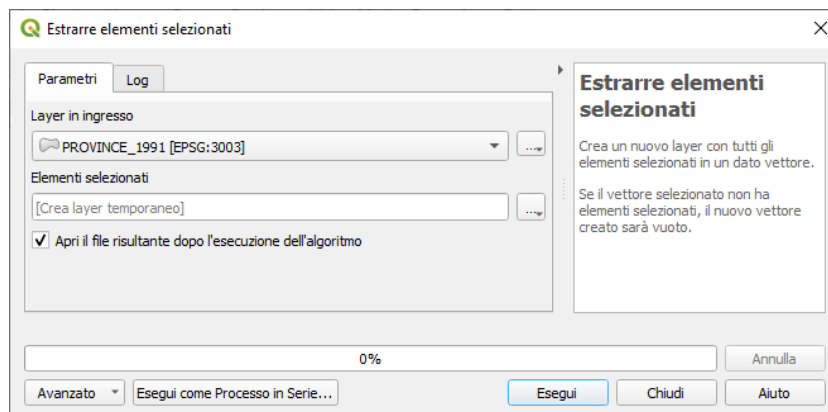 Estrarre elementi selezionati
Parametri
Log
Layer in ingresso
PROVINCE_1991 [EPSG:3003]
...
Elementi selezionati
[Crea layer temporaneo]
...
Apri il file risultante dopo l'esecuzione dell'algoritmo
Estrarre elementi
selezionati
Crea un nuovo layer con tutti gli
elementi selezionati in un dato vettore.
Se il vettore selezionato non ha
elementi selezionati, il nuovo vettore
creato sarà vuoto.
0%
Annulla
Avanzato
Esegui come Processo in Serie...
Esegui
Chiudi
Aiuto